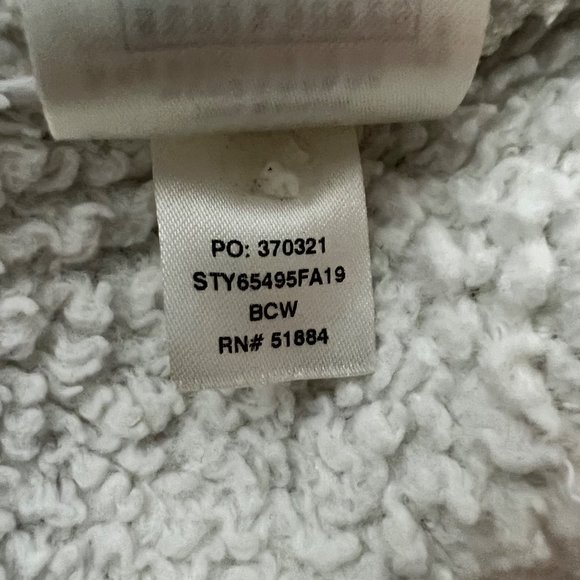 PO: 370321
STY65495FA19
BCW
RN# 51884